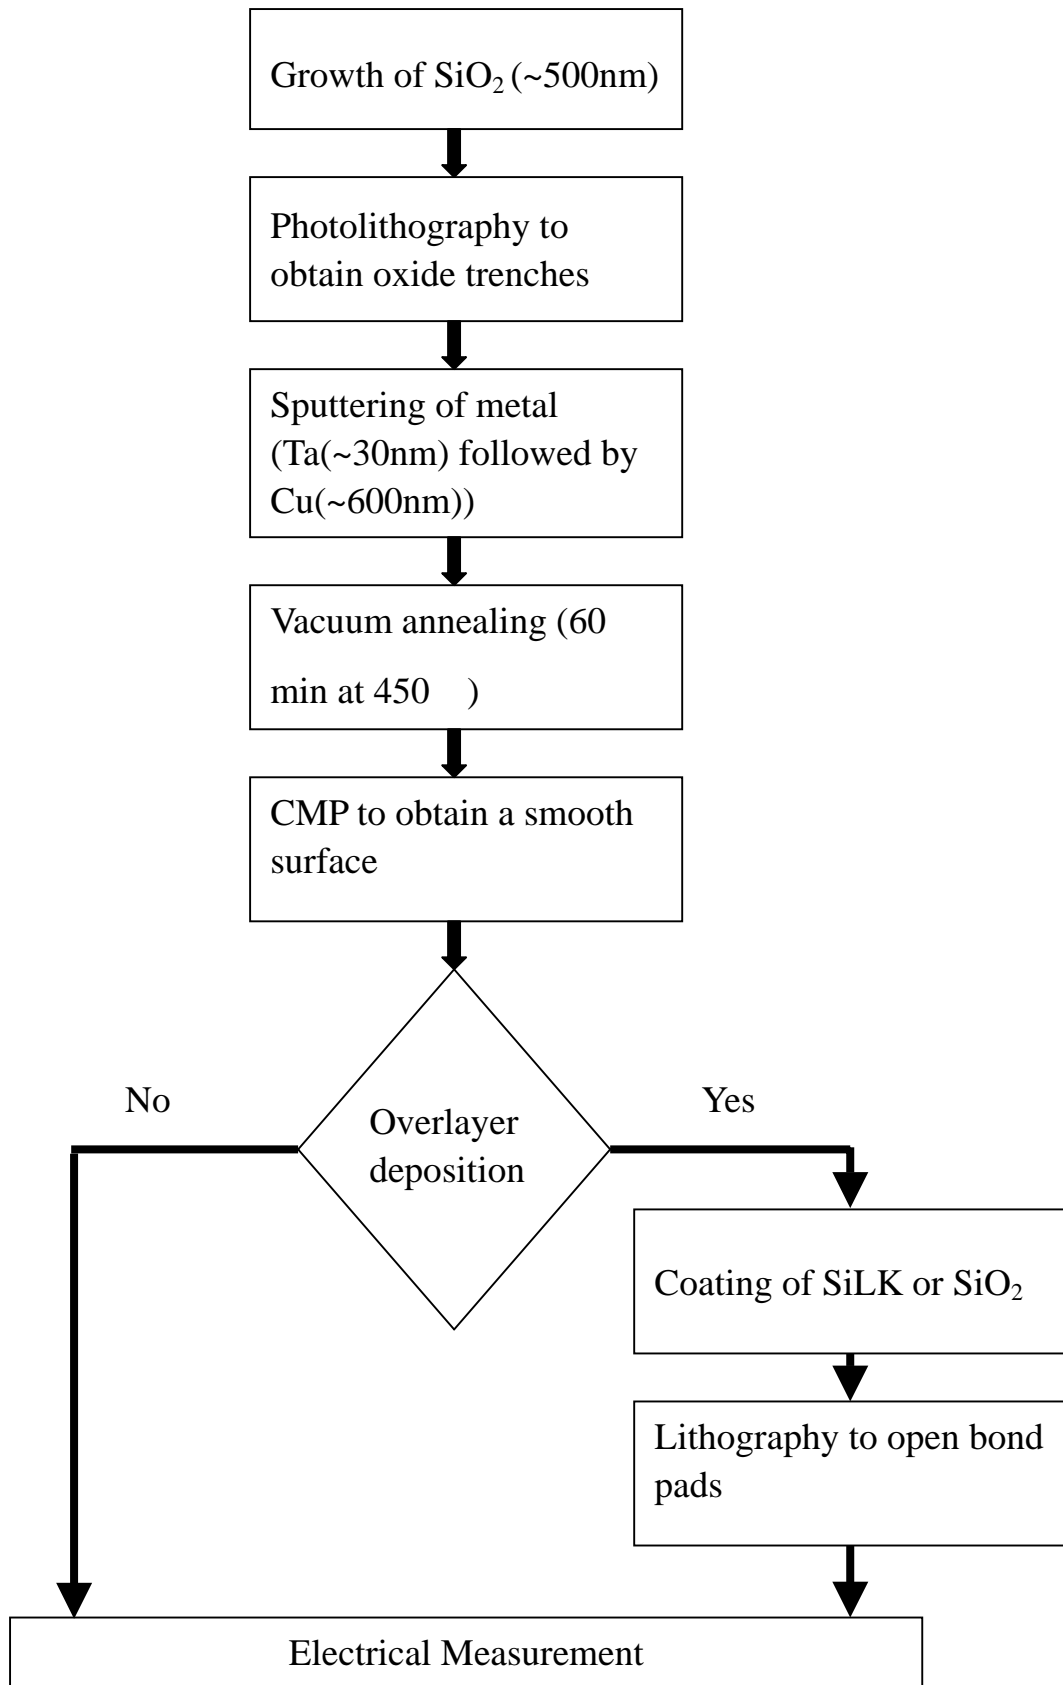 Growth of SiO₂ (~500nm)
Photolithography to
obtain oxide trenches
Sputtering of metal
(Ta(~30nm) followed by
Cu(~600nm))
Vacuum annealing (60
min at 450    )
CMP to obtain a smooth
surface
No
Yes
Overlayer
deposition
Coating of SiLK or SiO₂
Lithography to open bond
pads
Electrical Measurement